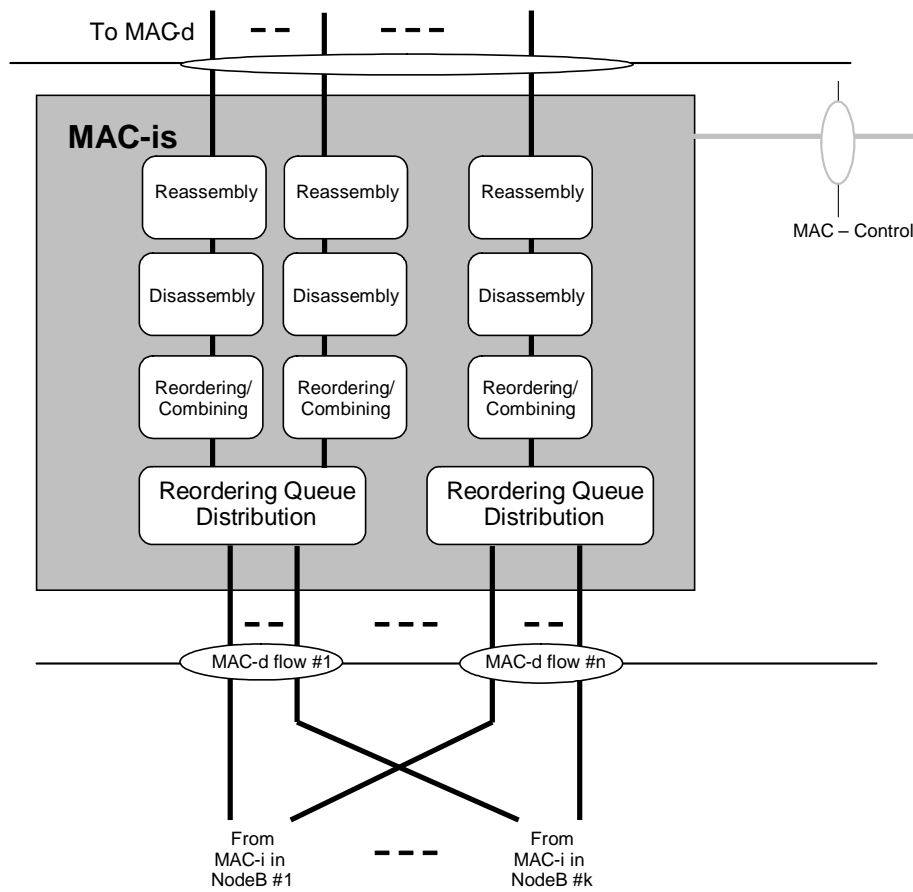 To MAC-d
MAC-is
MAC – Control
Reassembly
Reassembly
Reassembly
Disassembly
Disassembly
Disassembly
Reordering/
Combining
Reordering/
Combining
Reordering/
Combining
Reordering Queue
Distribution
Reordering Queue
Distribution
MAC-d flow #1
MAC-d flow #n
From
MAC-i in
NodeB #1
From
MAC-i in
NodeB #k